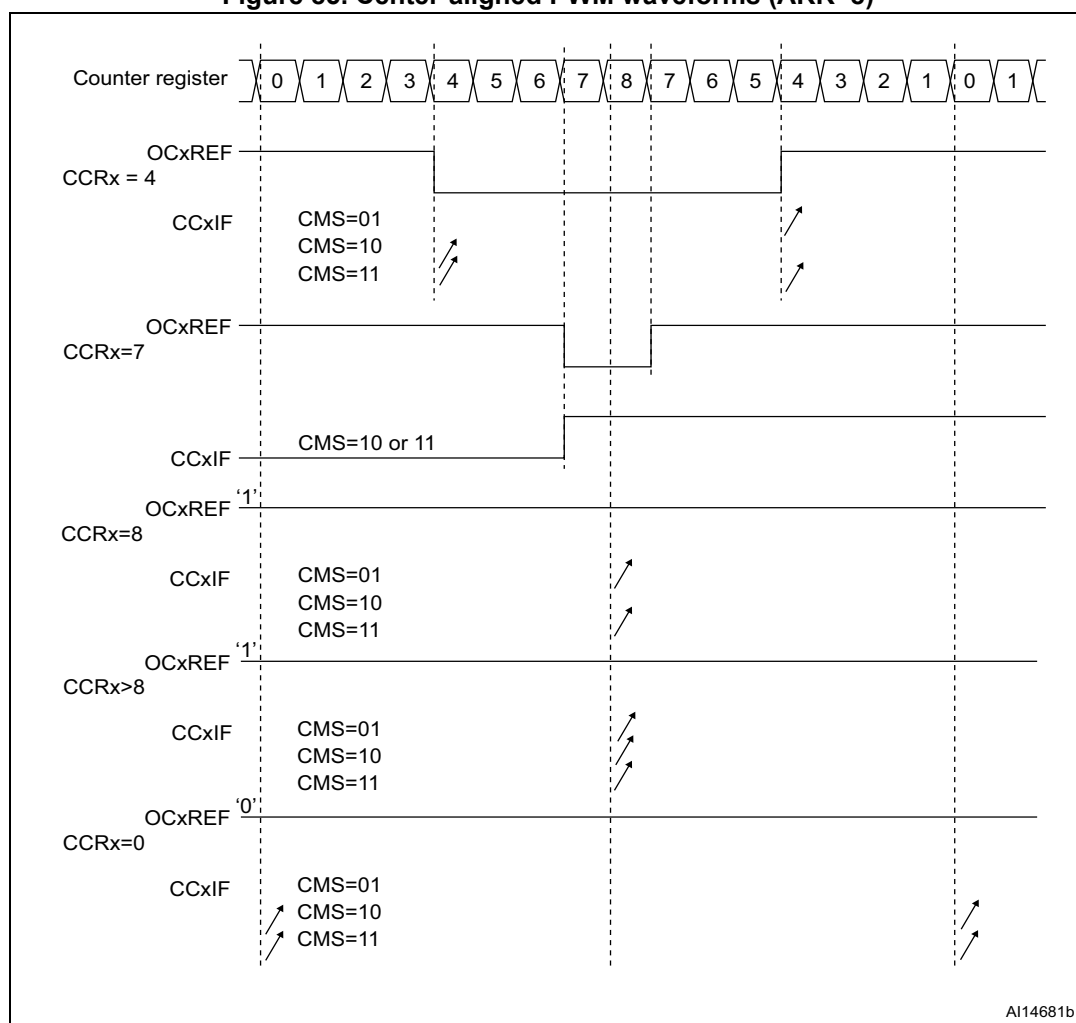 Figure 85. Center-aligned PWM waveforms (ARR=8)
Counter register 0 1 2 3 4 5 6 7 8 7 6 5 4 3 2 1 0 1
OCxREF
CCRx = 4
CCxIF
CMS=01
CMS=10
CMS=11
OCxREF
CCRx=7
CMS=10 or 11
CCxIF
'1'
OCxREF
CCRx=8
CCxIF
CMS=01
CMS=10
CMS=11
'1'
OCxREF
CCRx>8
CCxIF
CMS=01
CMS=10
CMS=11
'0'
OCxREF
CCRx=0
CCxIF
CMS=01
CMS=10
CMS=11
AI14681b